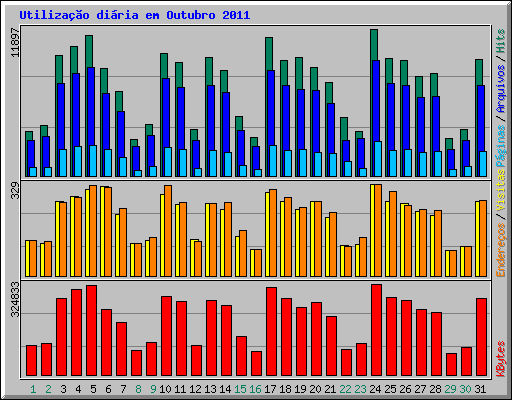 Utilização diária em Outubro 2011
11897
329
324833
Endereços / Visitas Páginas / Arquivos / Hits
KBytes
1 2 3 4 5 6 7 8 9 10 11 12 13 14 15 16 17 18 19 20 21 22 23 24 25 26 27 28 29 30 31